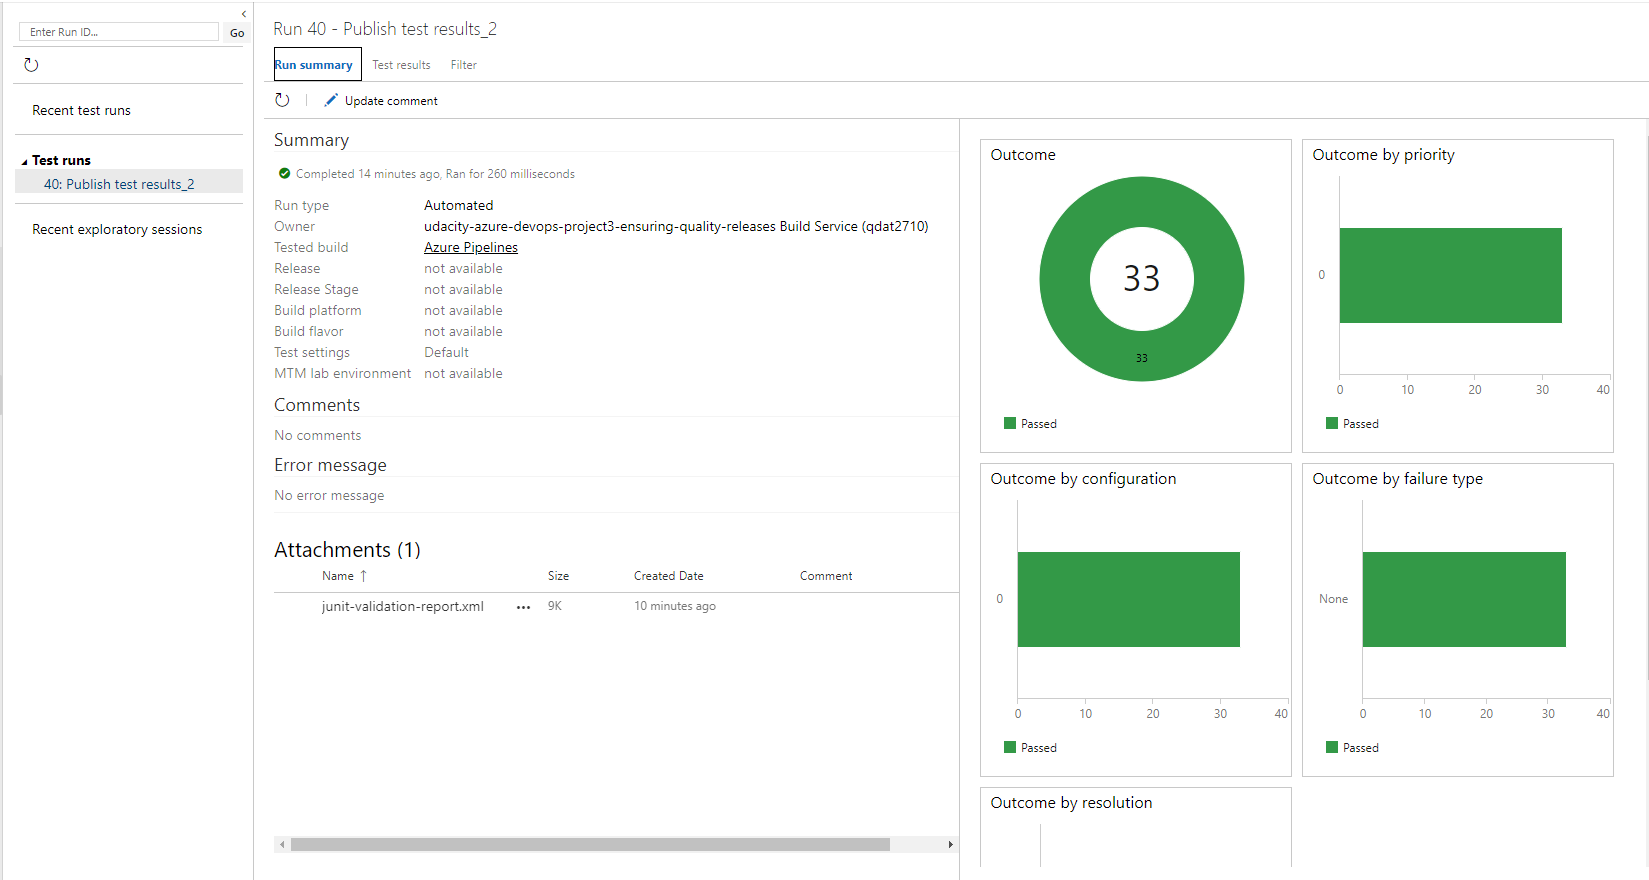 Enter Run ID...
Go
Recent test runs
Test runs
40: Publish test results_2
Recent exploratory sessions
Run 40 - Publish test results_2
Run summary
Test results
Filter
Update comment
Summary
Completed 14 minutes ago, Ran for 260 milliseconds
Run type Automated
Owner udacity-azure-devops-project3-ensuring-quality-releases Build Service (qdat2710)
Tested build Azure Pipelines
Release not available
Release Stage not available
Build platform not available
Build flavor not available
Test settings Default
MTM lab environment not available
Comments
No comments
Error message
No error message
Attachments (1)
Name ↑ Size Created Date Comment
junit-validation-report.xml ••• 9K 10 minutes ago
Outcome
33
33
Passed
Outcome by priority
0
0 10 20 30 40
Passed
Outcome by configuration
0
0 10 20 30 40
Passed
Outcome by failure type
None
0 10 20 30 40
Passed
Outcome by resolution